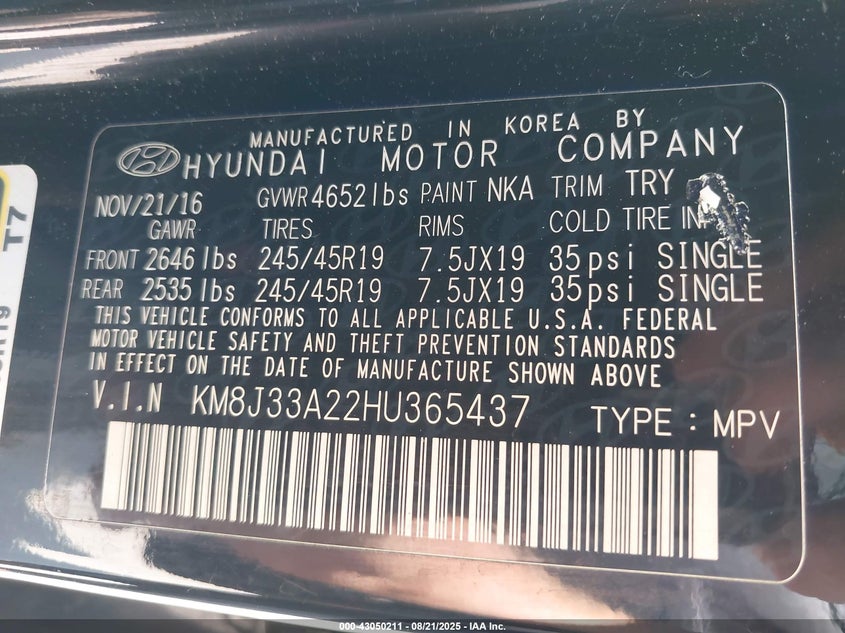 MANUFACTURED IN KOREA BY
HYUNDAI MOTOR COMPANY
NOV/21/16 GVWR 4652 lbs PAINT NKA TRIM TRY
GAWR TIRES RIMS COLD TIRE
FRONT 2646 lbs 245/45R19 7.5JX19 35psi SINGLE
REAR 2535 lbs 245/45R19 7.5JX19 35psi SINGLE
THIS VEHICLE CONFORMS TO ALL APPLICABLE U.S.A. FEDERAL
MOTOR VEHICLE SAFETY AND THEFT PREVENTION STANDARDS
IN EFFECT ON THE DATE OF MANUFACTURE SHOWN ABOVE
V.I.N KM8J33A22HU365437 TYPE : MPV
T7
000-43050211 - 08/21/2025 - IAA Inc.